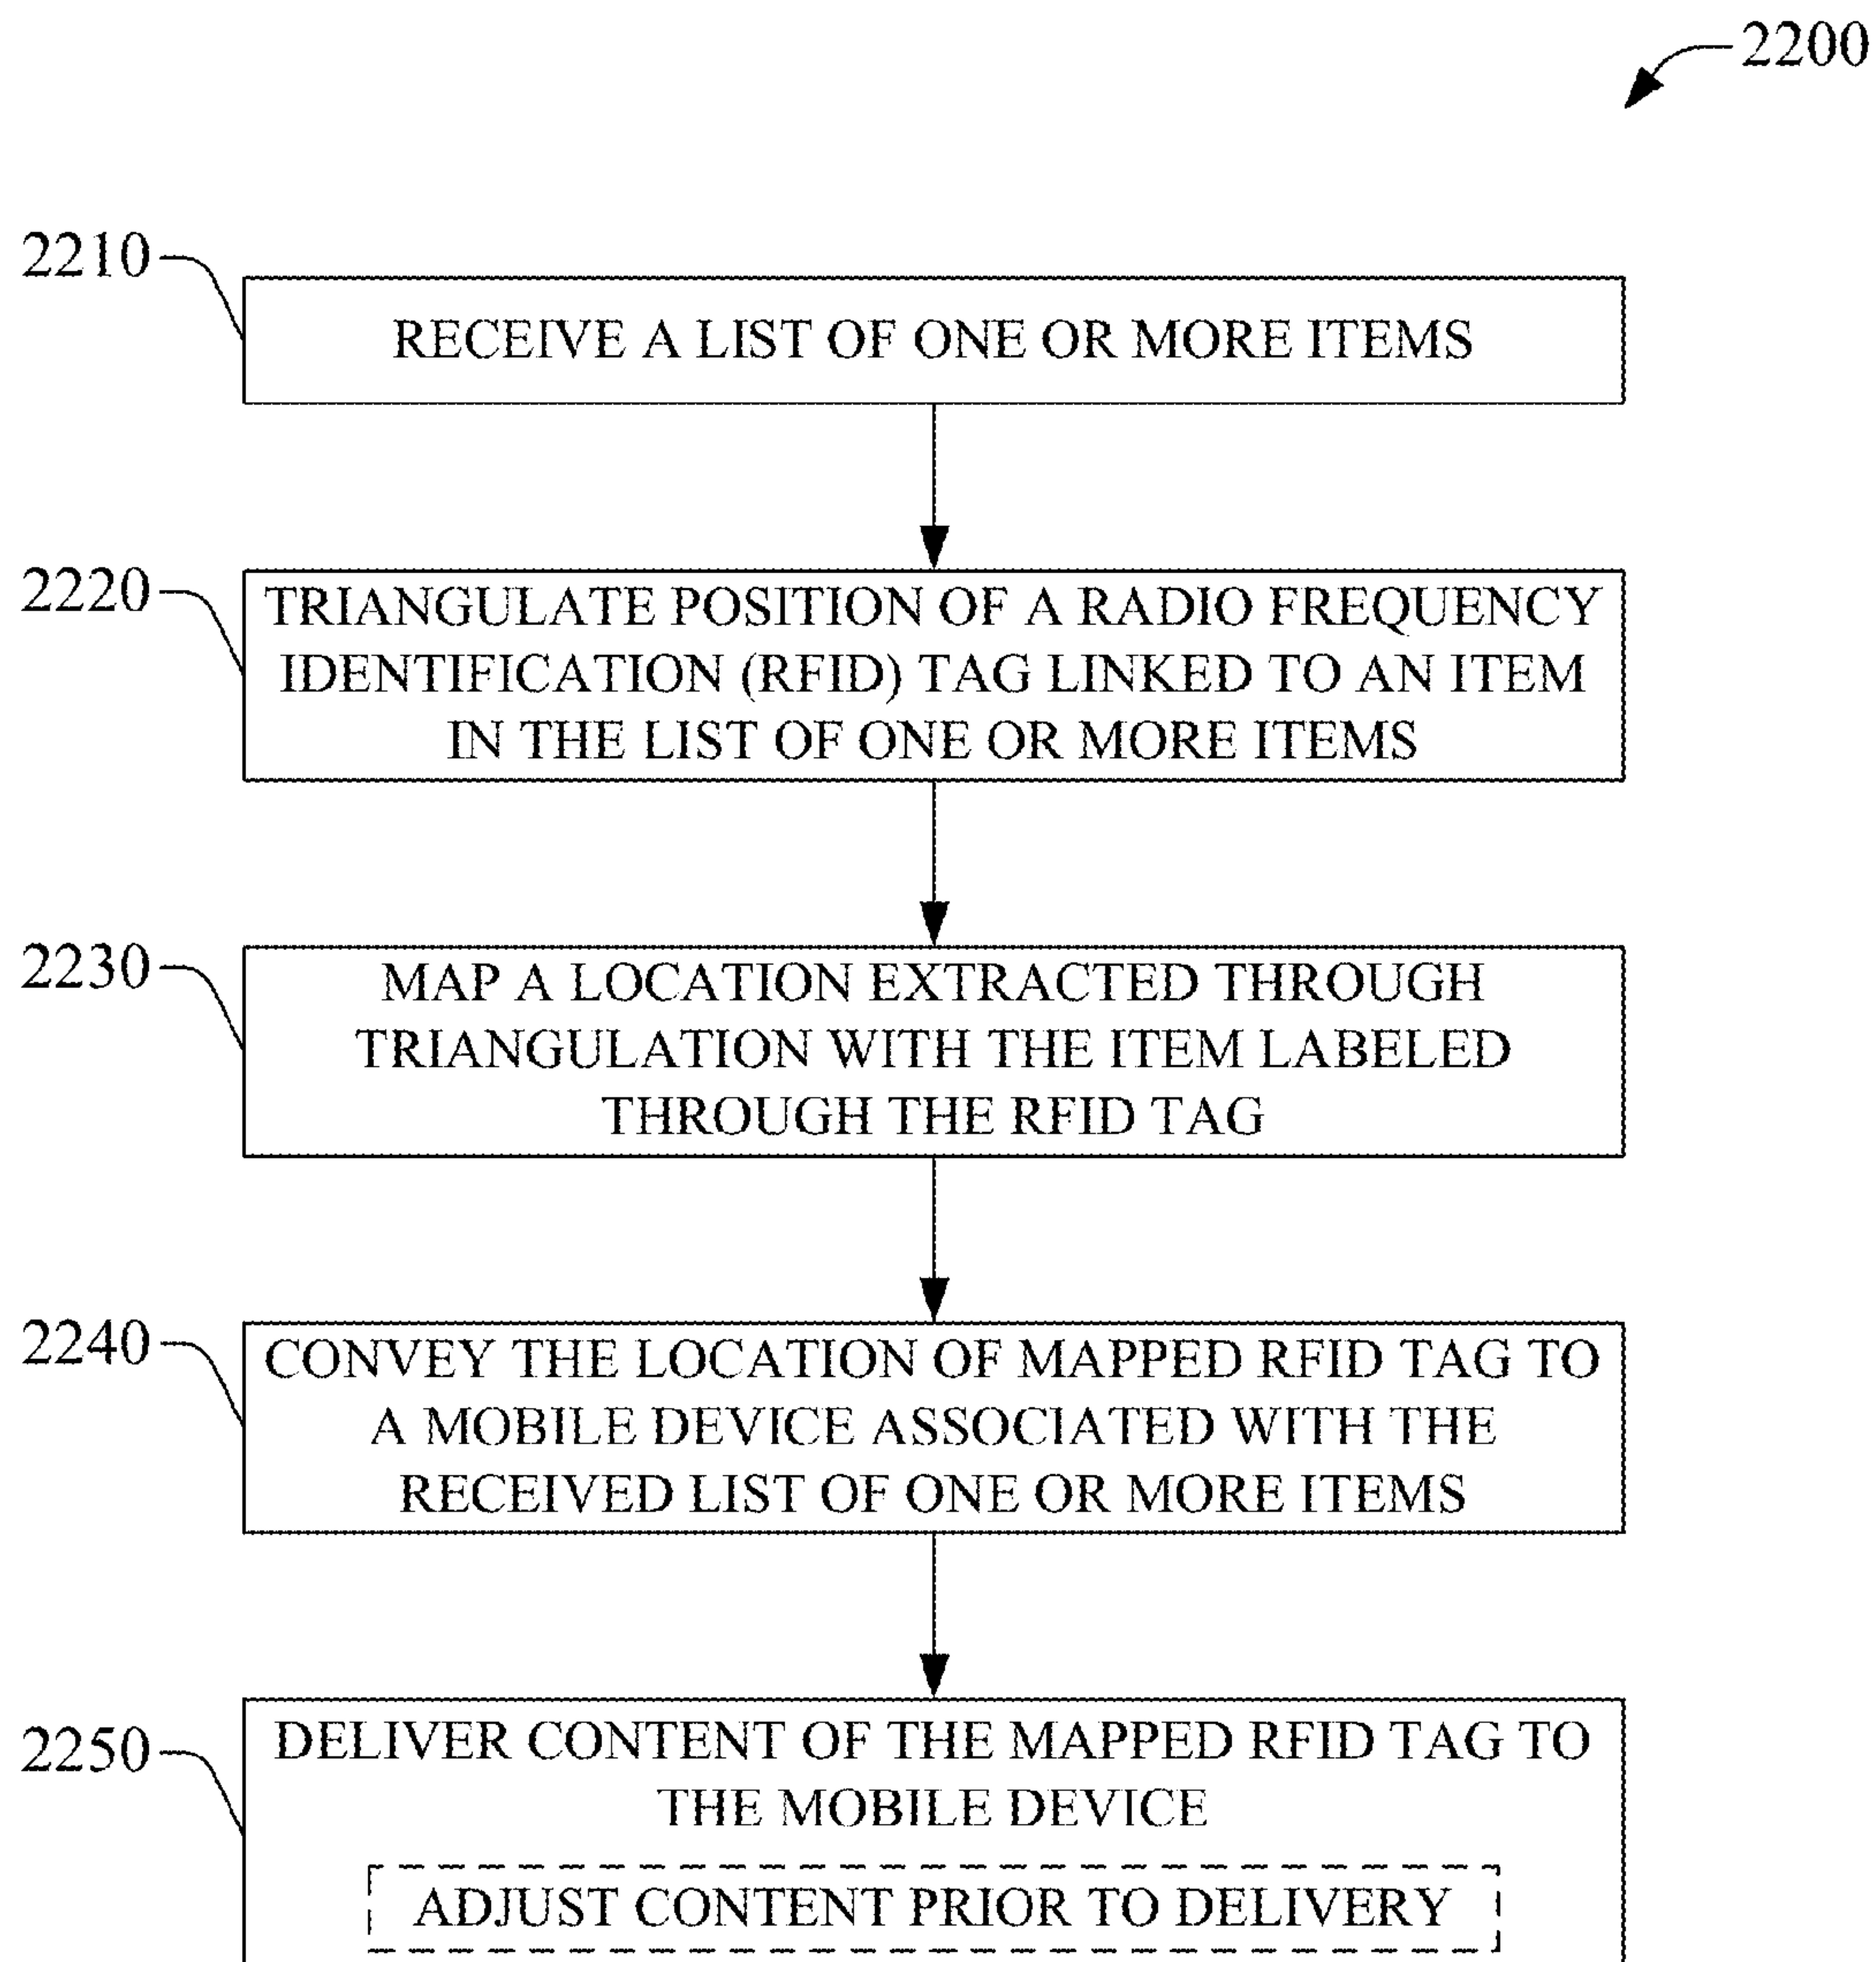 2200
2210
RECEIVE A LIST OF ONE OR MORE ITEMS
2220
TRIANGULATE POSITION OF A RADIO FREQUENCY
IDENTIFICATION (RFID) TAG LINKED TO AN ITEM
IN THE LIST OF ONE OR MORE ITEMS
2230
MAP A LOCATION EXTRACTED THROUGH
TRIANGULATION WITH THE ITEM LABELED
THROUGH THE RFID TAG
2240
CONVEY THE LOCATION OF MAPPED RFID TAG TO
A MOBILE DEVICE ASSOCIATED WITH THE
RECEIVED LIST OF ONE OR MORE ITEMS
2250
DELIVER CONTENT OF THE MAPPED RFID TAG TO
THE MOBILE DEVICE
ADJUST CONTENT PRIOR TO DELIVERY